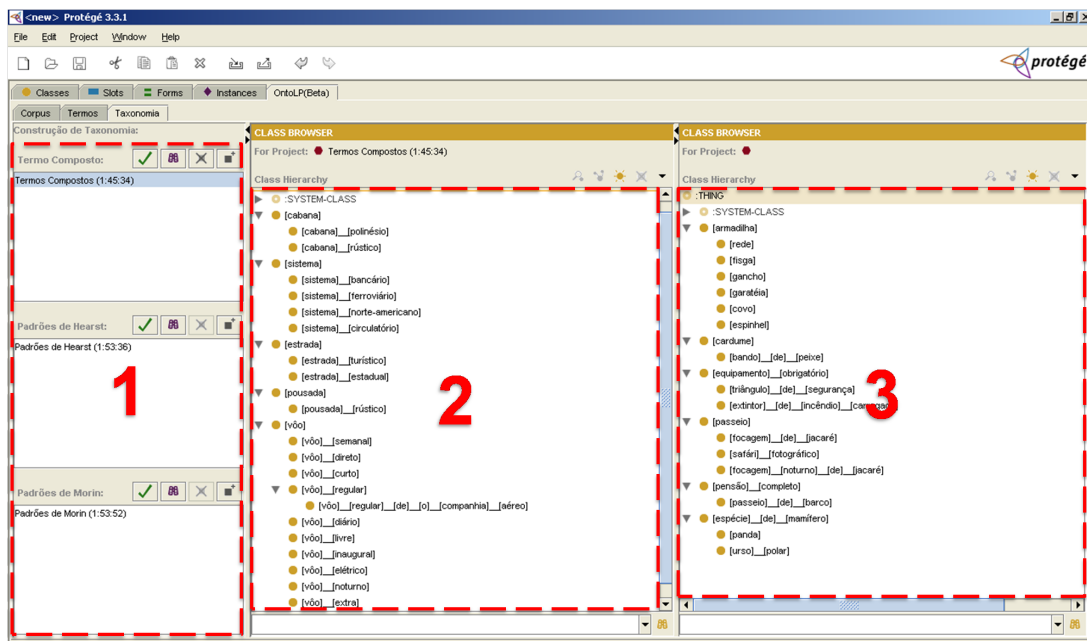 <new> Protégé 3.3.1
File Edit Project Window Help
protégé
Classes Slots Forms Instances OntoLP(Beta)
Corpus Termos Taxonomia
Construção de Taxonomia:
Termo Composto:
Termos Compostos (1:45:34)
Padrões de Hearst:
Padrões de Hearst (1:53:36)
1
Padrões de Morin:
Padrões de Morin (1:53:52)
CLASS BROWSER
For Project: Termos Compostos (1:45:34)
Class Hierarchy
:SYSTEM-CLASS
[cabana]
[cabana]__[polinésio]
[cabana]__[rústico]
[sistema]
[sistema]__[bancário]
[sistema]__[ferroviário]
[sistema]__[norte-americano]
[sistema]__[circulatório]
[estrada]
[estrada]__[turístico]
[estrada]__[estadual]
[pousada]
[pousada]__[rústico]
2
[vôo]
[vôo]__[semanal]
[vôo]__[direto]
[vôo]__[curto]
[vôo]__[regular]
[vôo]__[regular]__[de]__[o]__[companhia]__[aéreo]
[vôo]__[diário]
[vôo]__[livre]
[vôo]__[inaugural]
[vôo]__[elétrico]
[vôo]__[noturno]
[vôo]__[extra]
CLASS BROWSER
For Project:
Class Hierarchy
:THING
:SYSTEM-CLASS
[armadilha]
[rede]
[fisga]
[gancho]
[garatéia]
[covo]
[espinhel]
[cardume]
[bando]__[de]__[peixe]
[equipamento]__[obrigatório]
[triângulo]__[de]__[segurança]
[extintor]__[de]__[incêndio]
3
[passeio]
[focagem]__[de]__[jacaré]
[safári]__[fotográfico]
[focagem]__[noturno]__[de]__[jacaré]
[pensão]__[completo]
[passeio]__[de]__[barco]
[espécie]__[de]__[mamífero]
[panda]
[urso]__[polar]